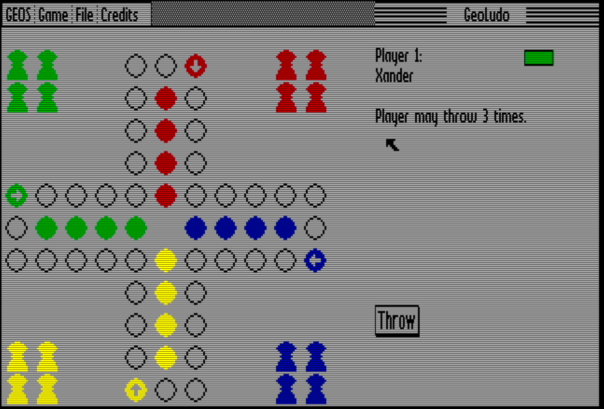 GEOS Game File Credits
GeoLudo
Player 1:
Xander
Player may throw 3 times.
Throw